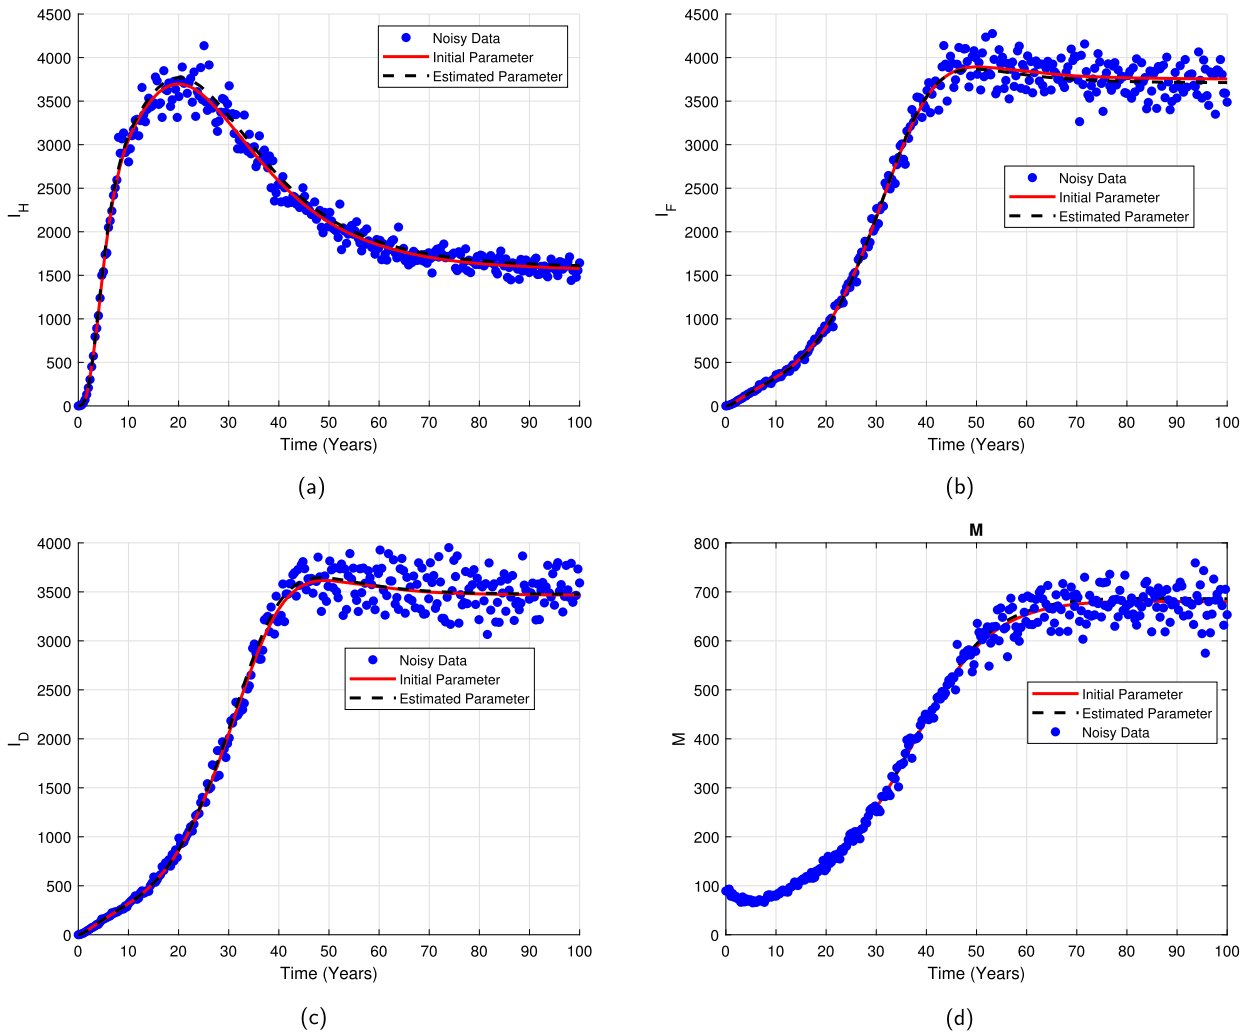 4500
4000
3500
3000
2500
2000
1500
1000
500
0
I_H
Noisy Data
Initial Parameter
Estimated Parameter
0 10 20 30 40 50 60 70 80 90 100
Time (Years)
(a)
4500
4000
3500
3000
2500
2000
1500
1000
500
0
I_F
Noisy Data
Initial Parameter
Estimated Parameter
0 10 20 30 40 50 60 70 80 90 100
Time (Years)
(b)
4000
3500
3000
2500
2000
1500
1000
500
0
I_D
Noisy Data
Initial Parameter
Estimated Parameter
0 10 20 30 40 50 60 70 80 90 100
Time (Years)
(c)
M
800
700
600
500
400
300
200
100
0
M
Initial Parameter
Estimated Parameter
Noisy Data
0 10 20 30 40 50 60 70 80 90 100
Time (Years)
(d)